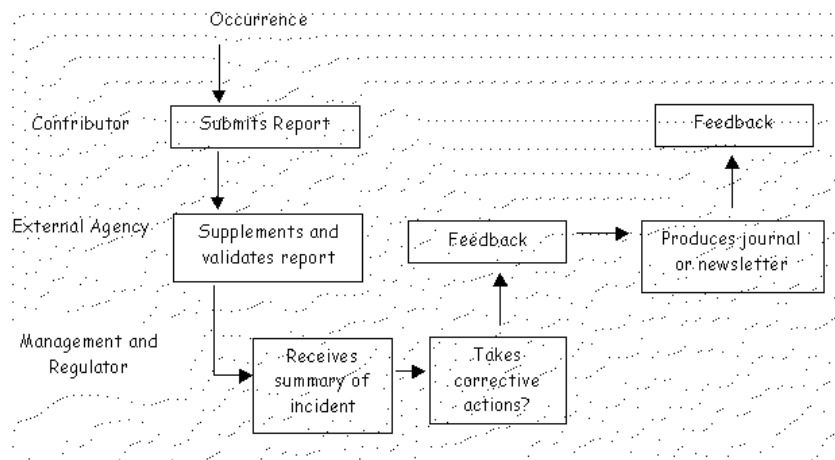 Occurrence
Contributor
Submits Report
Feedback
External Agency
Supplements and
validates report
Feedback
Produces journal
or newsletter
Management and
Regulator
Receives
summary of
incident
Takes
corrective
actions?